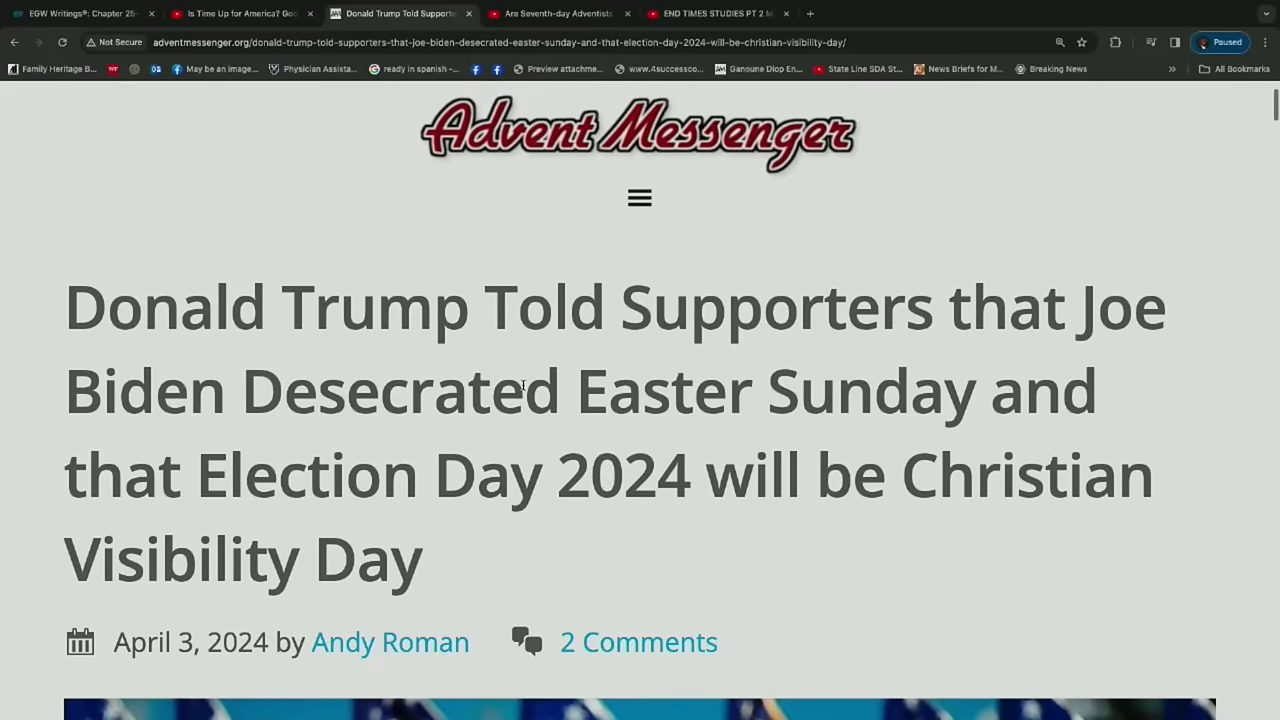 EGW Writings®: Chapter 25-
Is Time Up for America? Go
Donald Trump Told Supporte
Are Seventh-day Adventists
END TIMES STUDIES PT 2
Not Secure
adventmessenger.org/donald-trump-told-supporters-that-joe-biden-desecrated-easter-sunday-and-that-election-day-2024-will-be-christian-visibility-day/
Paused
Family Heritage B...
May be an image...
Physician Assista...
ready in spanish -...
Preview attachme...
www.4successco...
Ganoune Diop En...
State Line SDA St...
News Briefs for M...
Breaking News
»
All Bookmarks
Advent Messenger
Donald Trump Told Supporters that Joe
Biden Desecrated Easter Sunday and
that Election Day 2024 will be Christian
Visibility Day
April 3, 2024 by Andy Roman
2 Comments